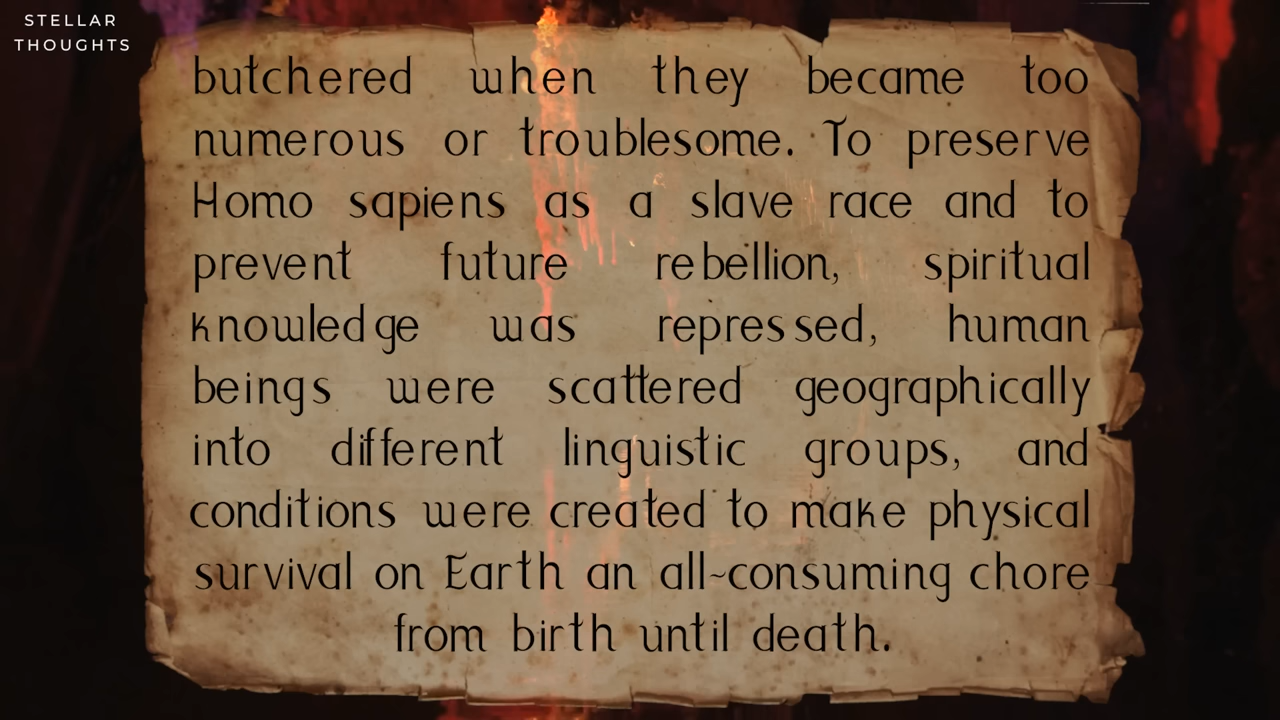 STELLAR
THOUGHTS
butchered when they became too
numerous or troublesome. To preserve
Homo sapiens as a slave race and to
prevent future rebellion, spiritual
knowledge was repressed, human
beings were scattered geographically
into different linguistic groups, and
conditions were created to make physical
survival on Earth an all-consuming chore
from birth until death.